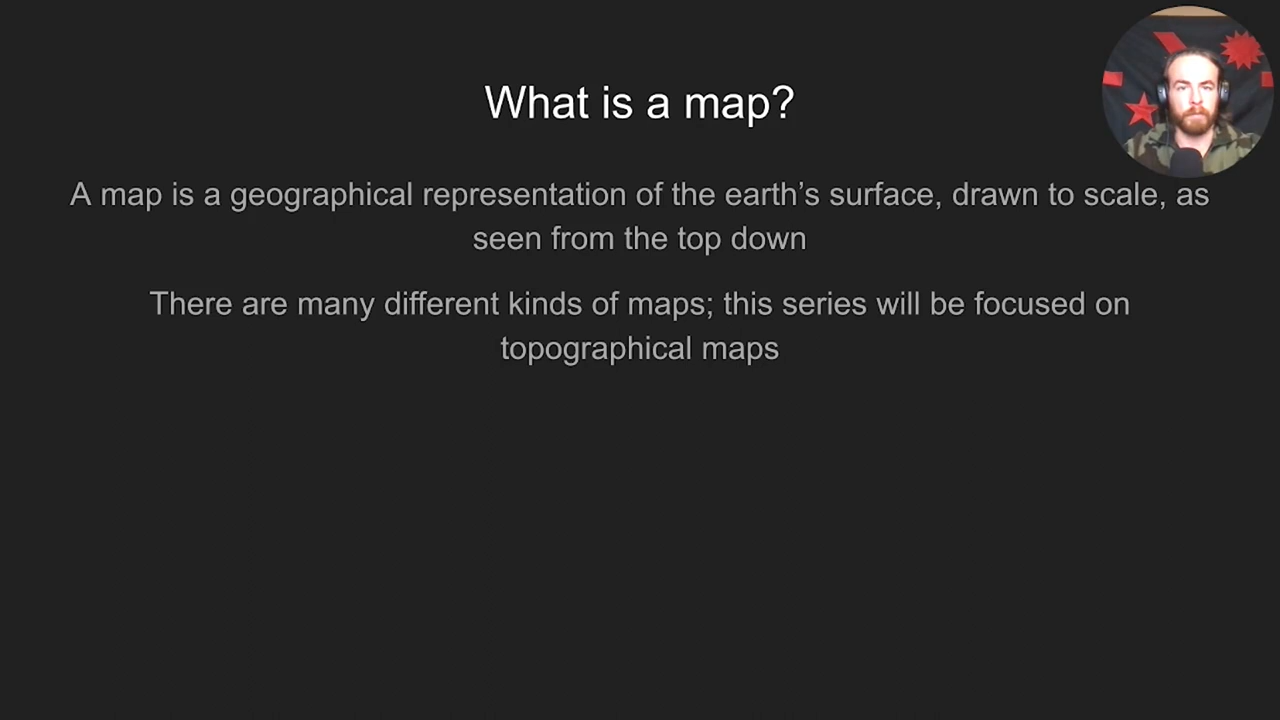 What is a map?
A map is a geographical representation of the earth’s surface, drawn to scale, as
seen from the top down
There are many different kinds of maps; this series will be focused on
topographical maps